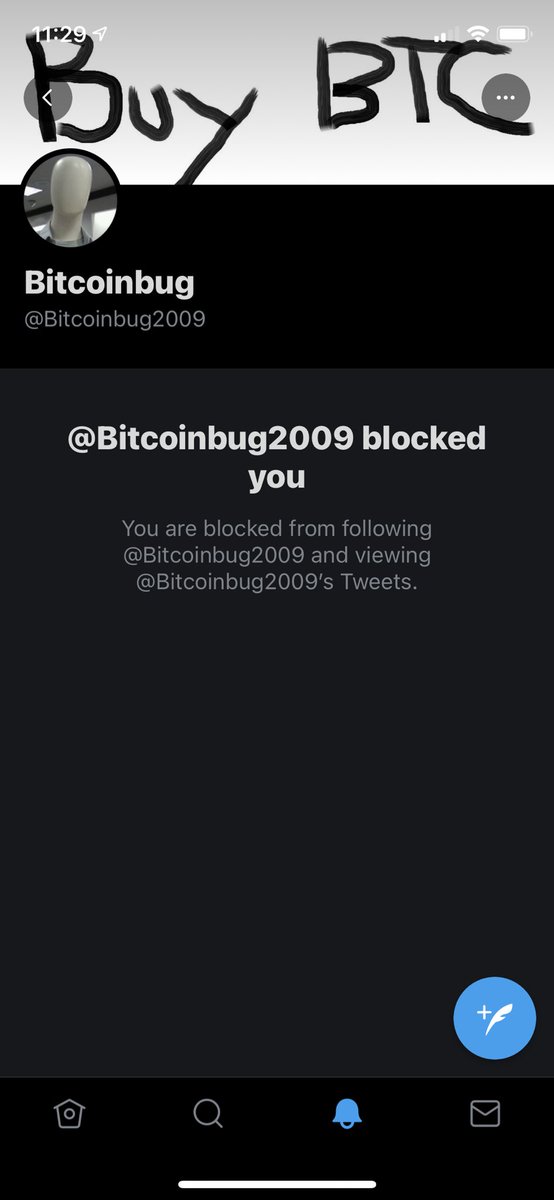 11:29
Buy BTC
Bitcoinbug
@Bitcoinbug2009
@Bitcoinbug2009 blocked
you
You are blocked from following
@Bitcoinbug2009 and viewing
@Bitcoinbug2009’s Tweets.